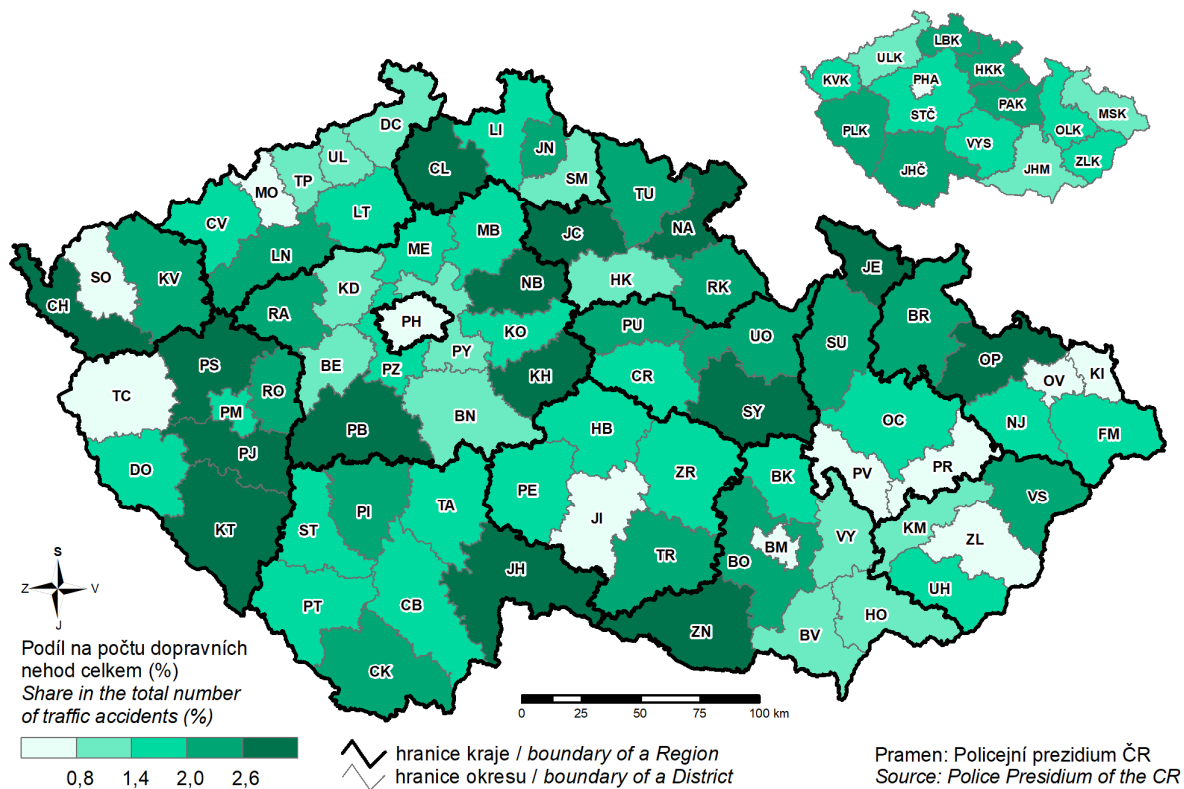 LBK
ULK
HKK
KVK
PHA
PAK
MSK
STČ
PLK
OLK
VYS
ZLK
JHČ
JHM
DC
LI
UL
JN
CL
TP
SM
MO
TU
LT
CV
MB
JC
NA
ME
LN
JE
SO
KV
NB
HK
KD
RK
CH
RA
BR
PH
KO
PU
UO
SU
PY
OP
PS
BE
PZ
KI
OV
RO
KH
CR
TC
PM
SY
BN
OC
NJ
PB
HB
FM
PJ
DO
PR
PV
ZR
BK
PE
VS
TA
PI
JI
ST
KT
KM
VY
ZL
BM
TR
BO
JH
UH
CB
PT
HO
ZN
BV
CK
S
Z V
J
Podíl na počtu dopravních
nehod celkem (%)
Share in the total number
of traffic accidents (%)
0,8 1,4 2,0 2,6
0 25 50 75 100 km
hranice kraje / boundary of a Region
hranice okresu / boundary of a District
Pramen: Policejní prezidium ČR
Source: Police Presidium of the CR